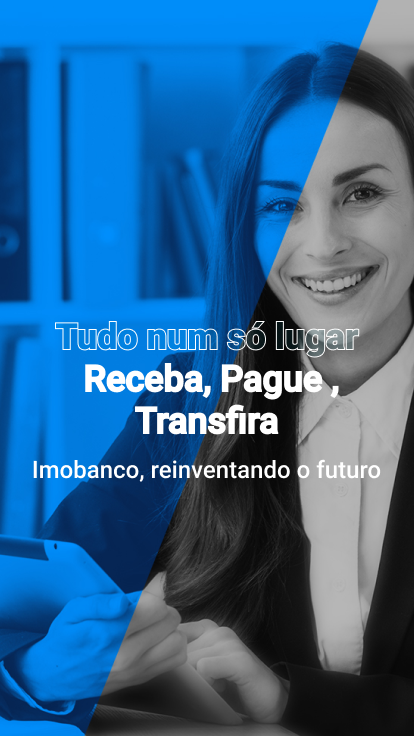 Tudo num só lugar
Receba, Pague ,
Transfira
Imobanco, reinventando o futuro